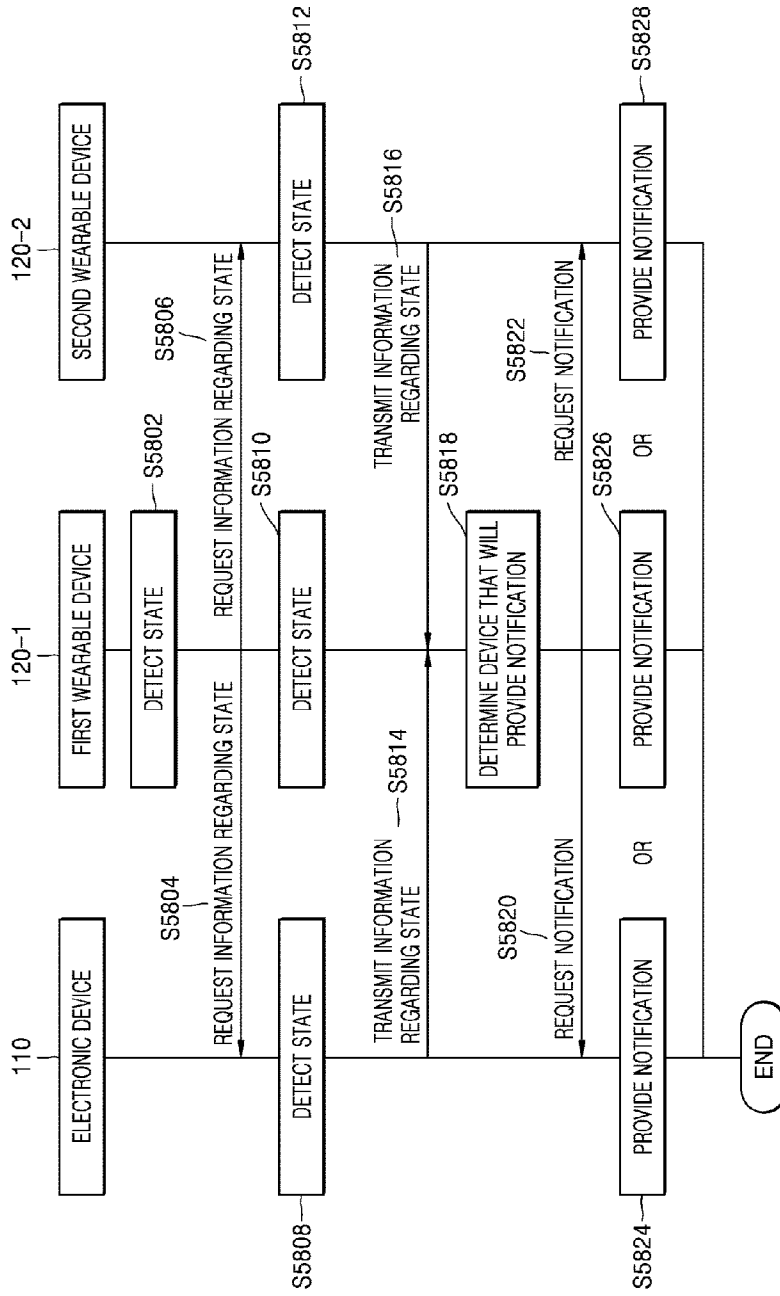 110
120-1
120-2
ELECTRONIC DEVICE
FIRST WEARABLE DEVICE
SECOND WEARABLE DEVICE
S5802
DETECT STATE
S5804
S5806
REQUEST INFORMATION REGARDING STATE
REQUEST INFORMATION REGARDING STATE
S5808
DETECT STATE
S5810
DETECT STATE
S5812
DETECT STATE
TRANSMIT INFORMATION
REGARDING STATE
S5814
TRANSMIT INFORMATION
REGARDING STATE
S5816
S5818
DETERMINE DEVICE THAT WILL
PROVIDE NOTIFICATION
S5820
REQUEST NOTIFICATION
S5822
REQUEST NOTIFICATION
S5824
PROVIDE NOTIFICATION
OR
S5826
PROVIDE NOTIFICATION
OR
S5828
PROVIDE NOTIFICATION
END